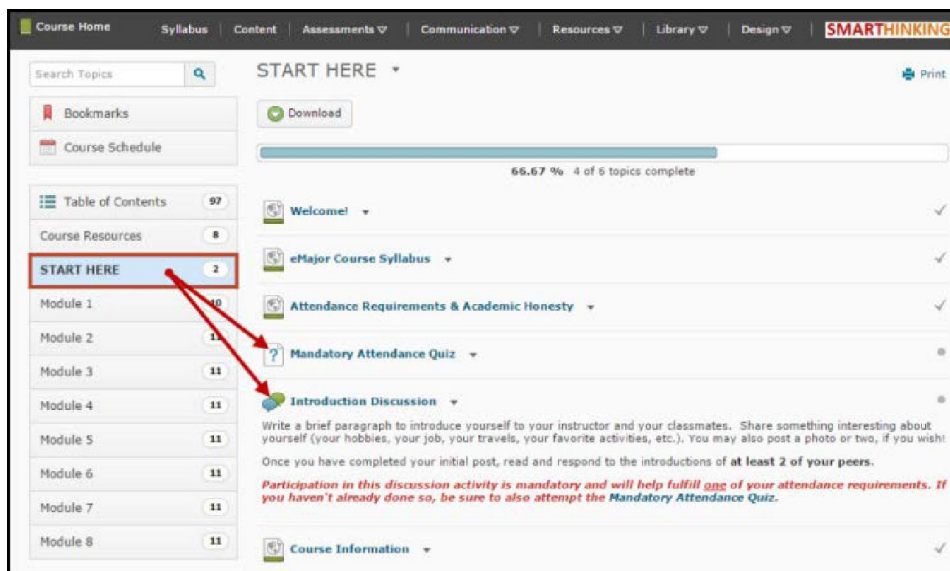 Course Home
Syllabus
Content
Assessments
Communication
Resources
Library
Design
SMARTHINKING
Search Topics
START HERE
Print
Bookmarks
Download
Course Schedule
66.67 % 4 of 6 topics complete
Table of Contents 97
Welcome!
Course Resources 8
eMajor Course Syllabus
START HERE 2
Module 1 10
Attendance Requirements & Academic Honesty
Module 2 11
Mandatory Attendance Quiz
Module 3 11
Module 4 11
Introduction Discussion
Write a brief paragraph to introduce yourself to your instructor and your classmates. Share something interesting about
yourself (your hobbies, your job, your travels, your favorite activities, etc.). You may also post a photo or two, if you wish!
Module 5 11
Once you have completed your initial post, read and respond to the introductions of at least 2 of your peers.
Module 6 11
Participation in this discussion activity is mandatory and will help fulfill one of your attendance requirements. If
you haven't already done so, be sure to also attempt the Mandatory Attendance Quiz.
Module 7 11
Module 8 11
Course Information